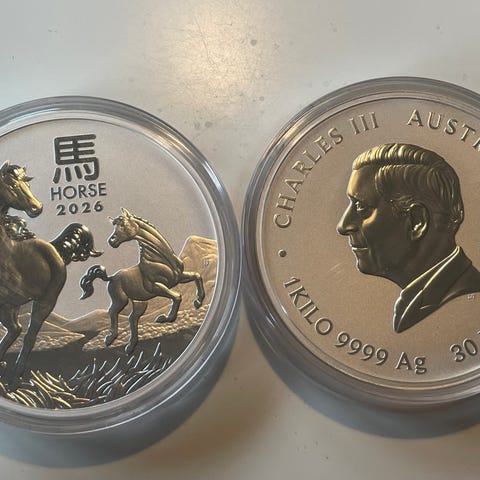 馬
HORSE
2026
CHARLES III AUSTR
1KILO 9999 Ag 30